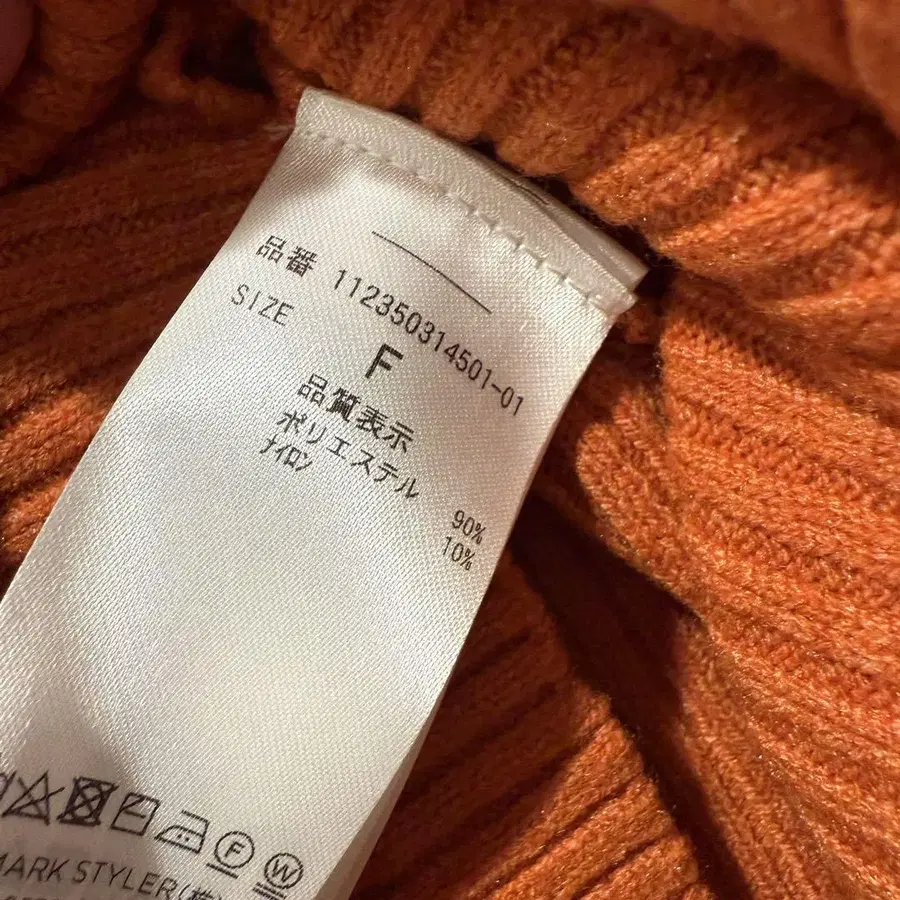 品番 112350314501-01
SIZE F
品質表示
ポリエステル 90%
ナイロン 10%
F W
MARK STYLER(株)